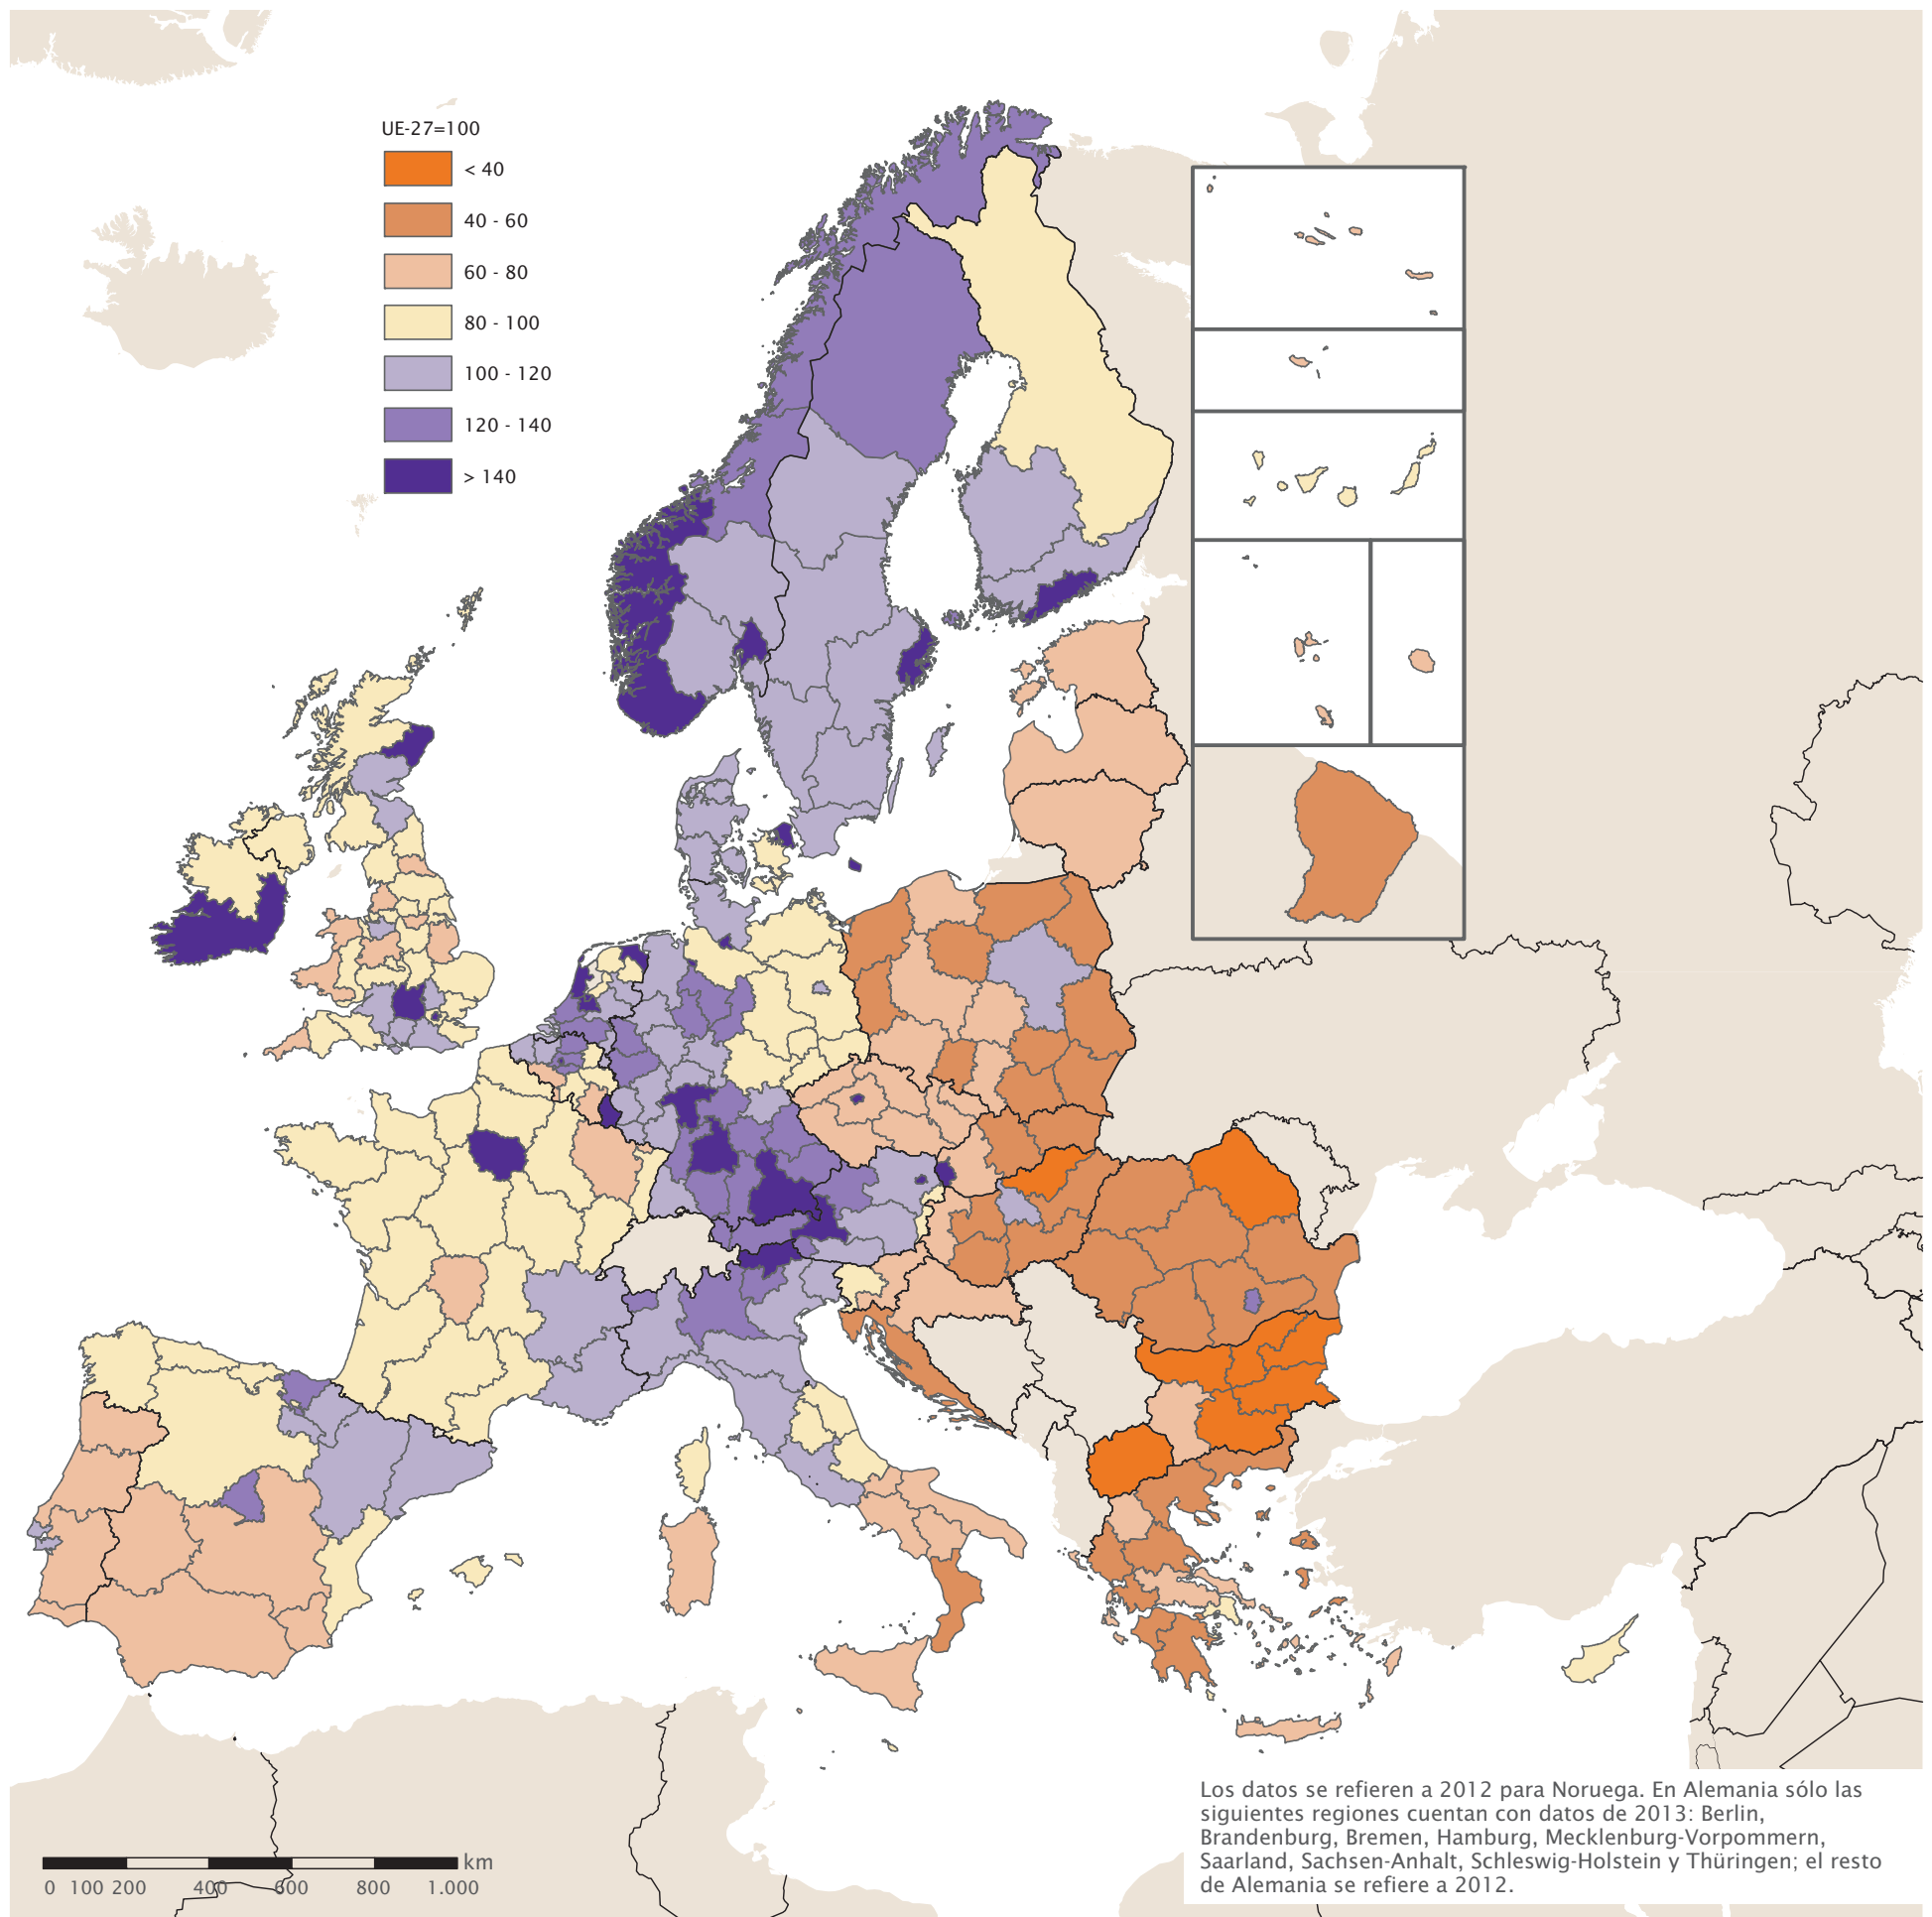 UE-27=100
< 40
40 - 60
60 - 80
80 - 100
100 - 120
120 - 140
> 140
Los datos se refieren a 2012 para Noruega. En Alemania sólo las
siguientes regiones cuentan con datos de 2013: Berlin,
Brandenburg, Bremen, Hamburg, Mecklenburg-Vorpommern,
Saarland, Sachsen-Anhalt, Schleswig-Holstein y Thüringen; el resto
de Alemania se refiere a 2012.
km
0 100 200 400 600 800 1.000